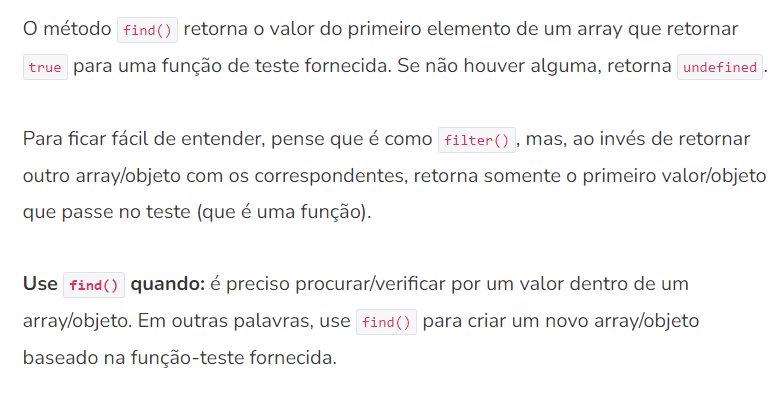 O método find() retorna o valor do primeiro elemento de um array que retornar
true para uma função de teste fornecida. Se não houver alguma, retorna undefined.
Para ficar fácil de entender, pense que é como filter(), mas, ao invés de retornar
outro array/objeto com os correspondentes, retorna somente o primeiro valor/objeto
que passe no teste (que é uma função).
Use find() quando: é preciso procurar/verificar por um valor dentro de um
array/objeto. Em outras palavras, use find() para criar um novo array/objeto
baseado na função-teste fornecida.